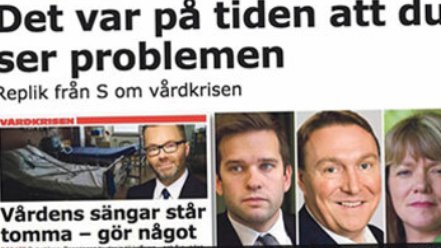 Det var på tiden att du
ser problemen
Replik från S om vårdkrisen
VÅRDKRISEN
Vårdens sängar står
tomma – gör något